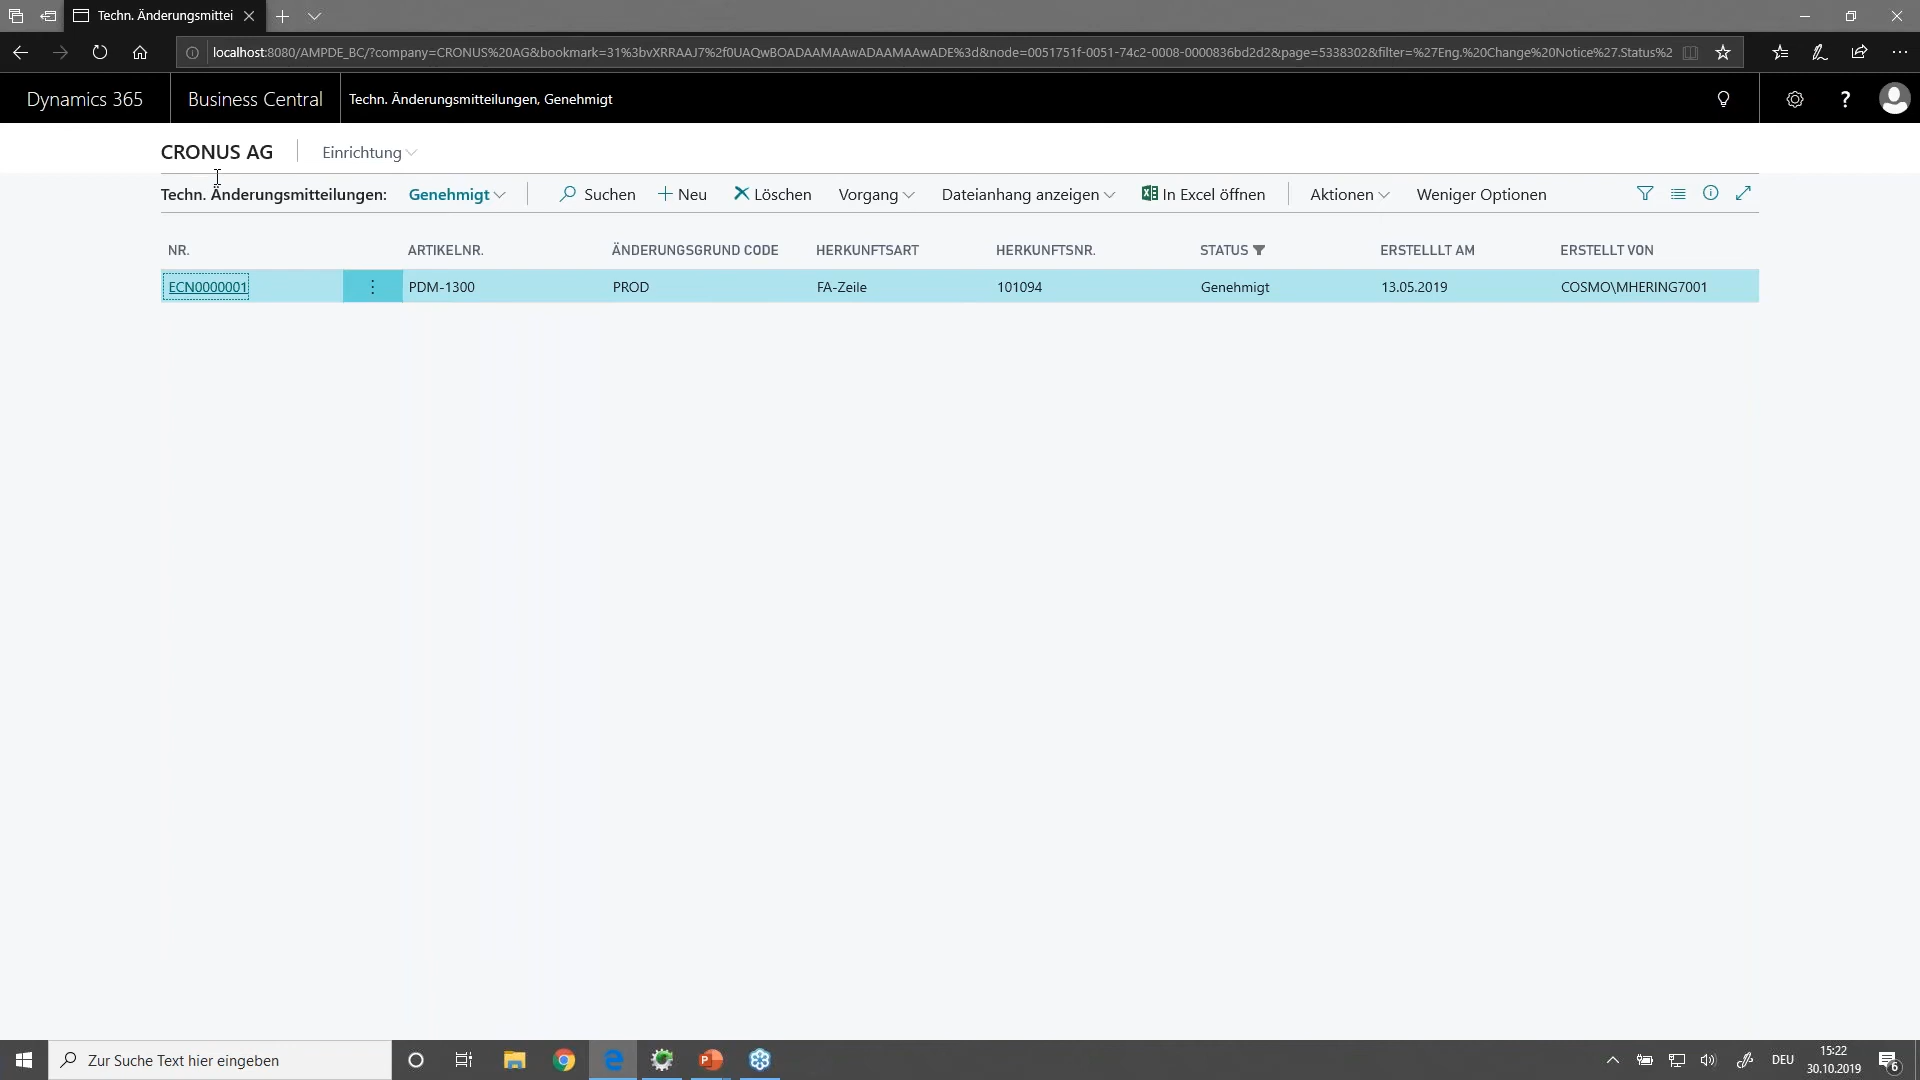 Techn. Änderungsmittei
localhost:8080/AMPDE_BC/?company=CRONUS%20AG&bookmark=31%3bvXRRAAJ7%2f0UAQwBOADAAMAAwADAAMAAwADE%3d&node=0051751f-0051-74c2-0008-0000836bd2d2&page=5338302&filter=%27Eng.%20Change%20Notice%27.Status%2
Dynamics 365 Business Central Techn. Änderungsmitteilungen, Genehmigt ?
CRONUS AG Einrichtung
Techn. Änderungsmitteilungen: Genehmigt Suchen Neu Löschen Vorgang Dateianhang anzeigen In Excel öffnen Aktionen Weniger Optionen
NR. ARTIKELNR. ÄNDERUNGSGRUND CODE HERKUNFTSART HERKUNFTSNR. STATUS ERSTELLLT AM ERSTELLT VON
ECN0000001 PDM-1300 PROD FA-Zeile 101094 Genehmigt 13.05.2019 COSMO\MHERING7001
Zur Suche Text hier eingeben DEU 15:22
30.10.2019 6